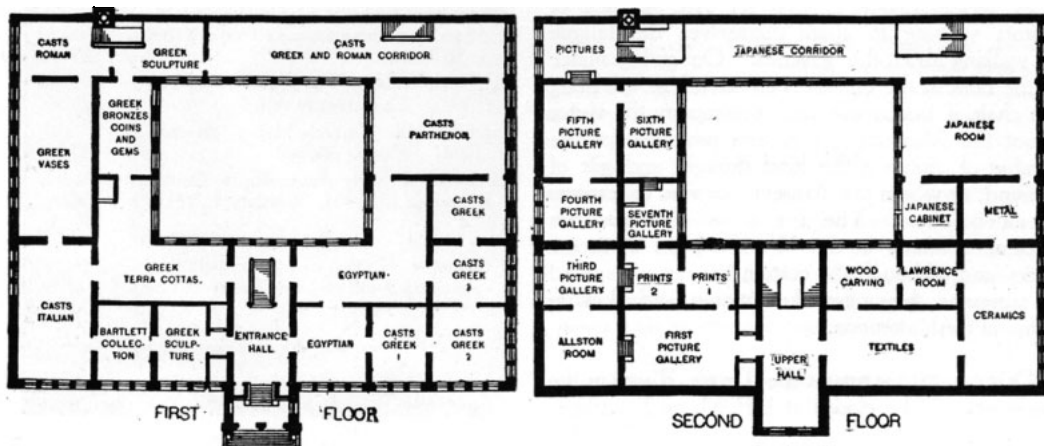 CASTS
ROMAN
GREEK
SCULPTURE
CASTS
GREEK AND ROMAN CORRIDOR
GREEK
BRONZES
COINS
AND
GEMS
GREEK
VASES
CASTS
PARTHENON
CASTS
GREEK
CASTS
GREEK
3
GREEK
TERRA COTTAS.
EGYPTIAN.
CASTS
ITALIAN
BARTLETT
COLLEC-
TION
GREEK
SCULP-
TURE
ENTRANCE
HALL
EGYPTIAN
CASTS
GREEK
1
CASTS
GREEK
2
FIRST FLOOR
PICTURES
JAPANESE CORRIDOR
FIFTH
PICTURE
GALLERY
SIXTH
PICTURE
GALLERY
JAPANESE
ROOM
FOURTH
PICTURE
GALLERY
SEVENTH
PICTURE
GALLERY
JAPANESE
CABINET
METAL
THIRD
PICTURE
GALLERY
PRINTS
2
PRINTS
1
WOOD
CARVING
LAWRENCE
ROOM
CERAMICS
ALLSTON
ROOM
FIRST
PICTURE
GALLERY
UPPER
HALL
TEXTILES
SECOND FLOOR